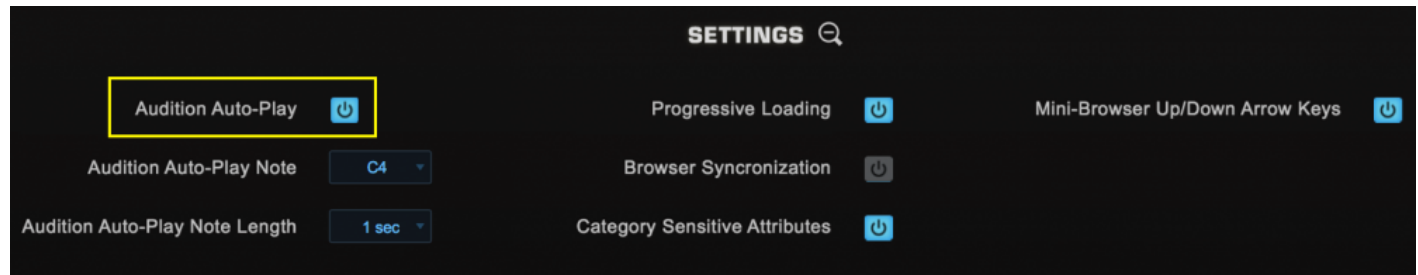 SETTINGS
Audition Auto-Play
Progressive Loading
Mini-Browser Up/Down Arrow Keys
Audition Auto-Play Note C4
Browser Syncronization
Audition Auto-Play Note Length 1 sec
Category Sensitive Attributes